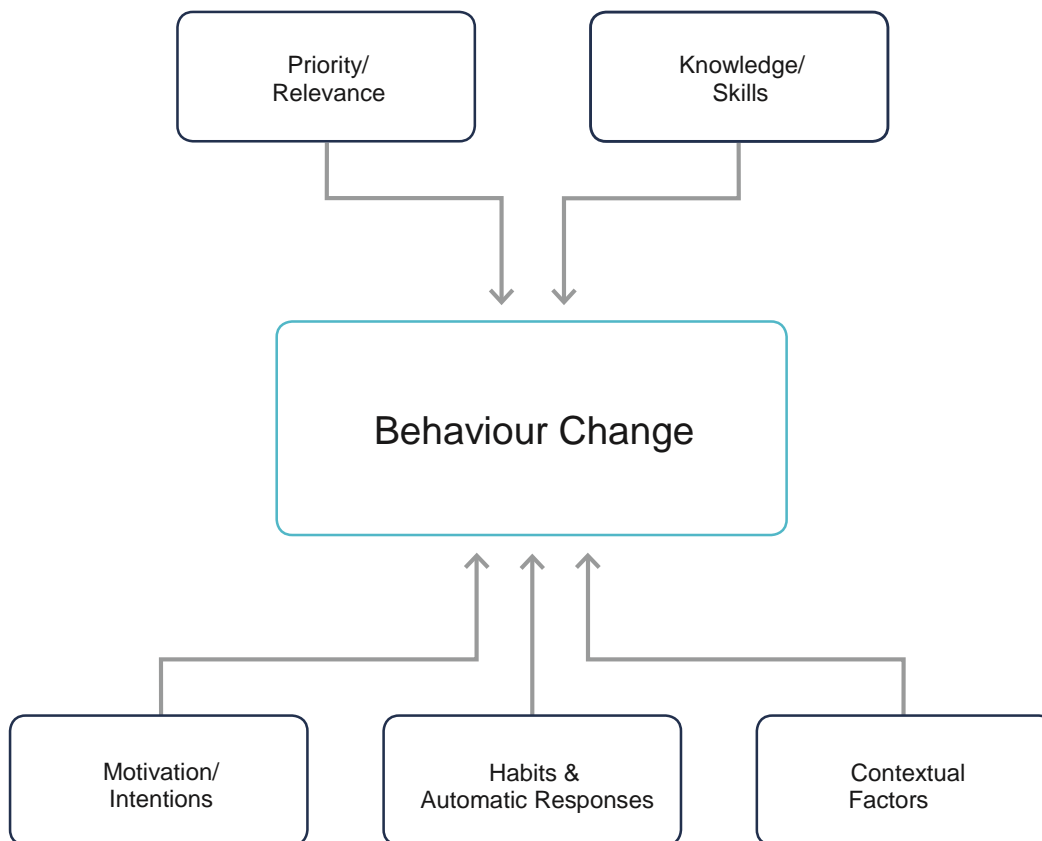 Priority/
Relevance
Knowledge/
Skills
Behaviour Change
Motivation/
Intentions
Habits &
Automatic Responses
Contextual
Factors